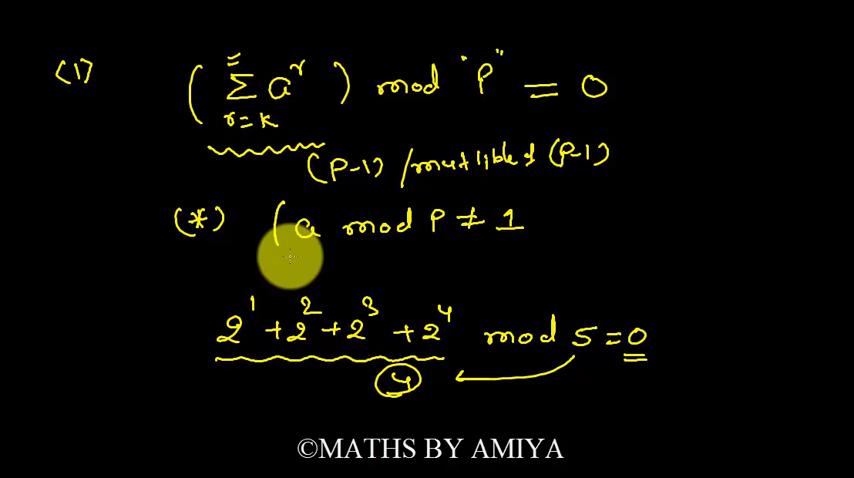 (1) ( Σ a^r ) mod "P" = 0
r=k
(P-1) /mutlible of (P-1)
(*) ( a mod P ≠ 1
2^1 + 2^2 + 2^3 + 2^4 mod 5 = 0
4
©MATHS BY AMIYA